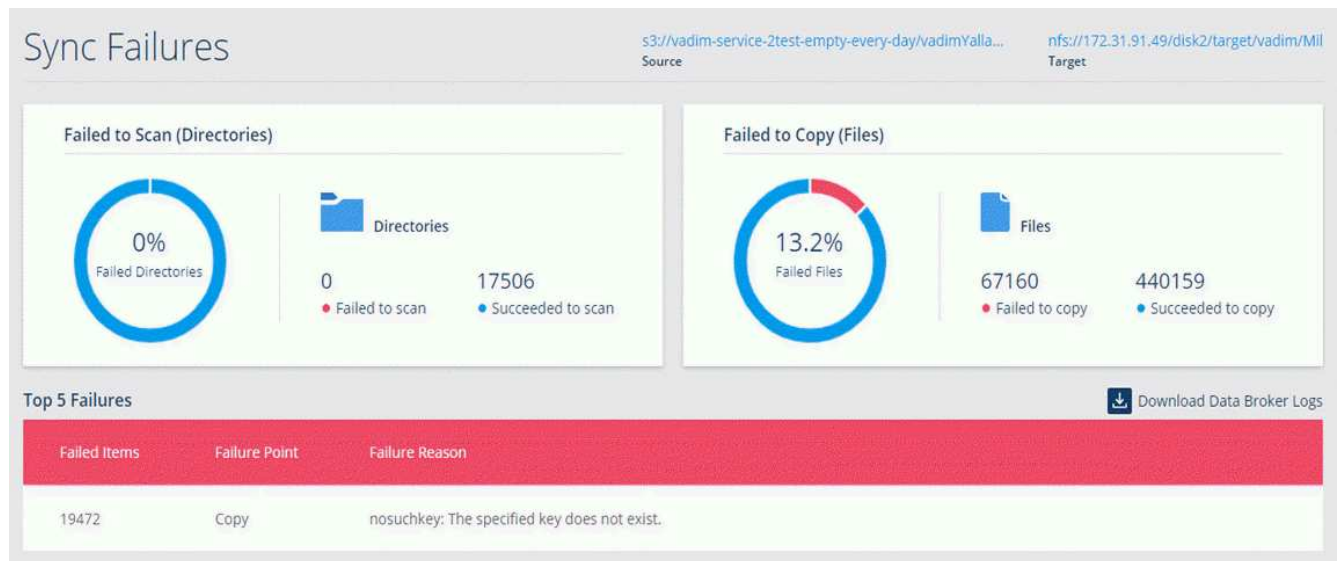 Sync Failures
s3://vadim-service-2test-empty-every-day/vadimYalla...
Source
nfs://172.31.91.49/disk2/target/vadim/Mil
Target
Failed to Scan (Directories)
0%
Failed Directories
Directories
0
Failed to scan
17506
Succeeded to scan
Failed to Copy (Files)
13.2%
Failed Files
Files
67160
Failed to copy
440159
Succeeded to copy
Top 5 Failures
Download Data Broker Logs
Failed Items Failure Point Failure Reason
19472 Copy nosuchkey: The specified key does not exist.